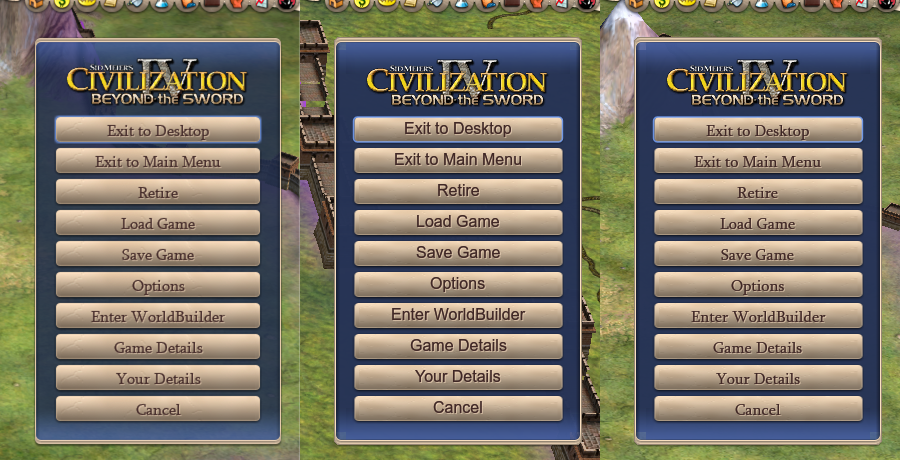 SID MEIER'S
CIVILIZATION IV
BEYOND the SWORD
Exit to Desktop
Exit to Main Menu
Retire
Load Game
Save Game
Options
Enter WorldBuilder
Game Details
Your Details
Cancel
SID MEIER'S
CIVILIZATION IV
BEYOND the SWORD
Exit to Desktop
Exit to Main Menu
Retire
Load Game
Save Game
Options
Enter WorldBuilder
Game Details
Your Details
Cancel
SID MEIER'S
CIVILIZATION IV
BEYOND the SWORD
Exit to Desktop
Exit to Main Menu
Retire
Load Game
Save Game
Options
Enter WorldBuilder
Game Details
Your Details
Cancel